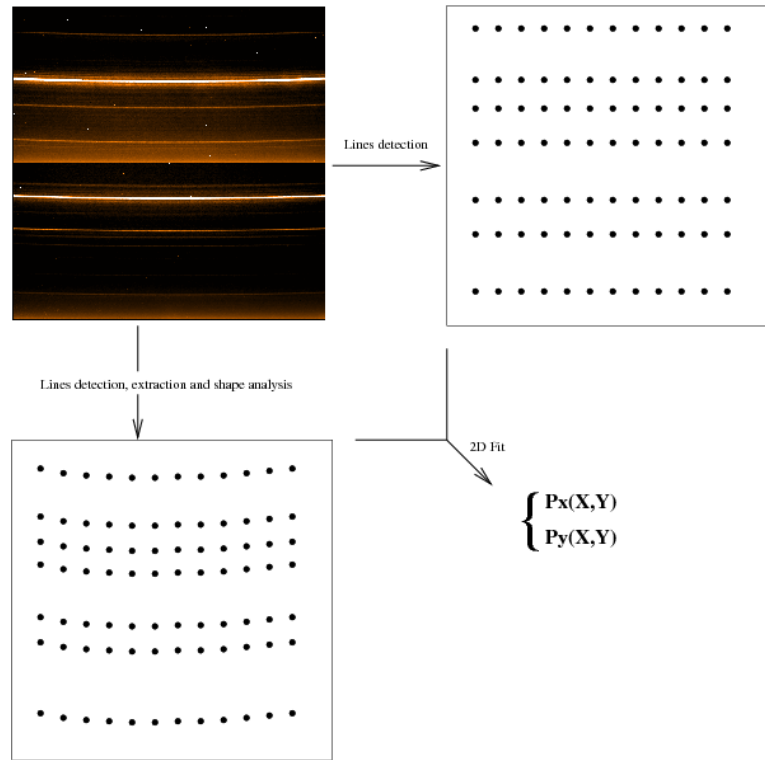 Lines detection
Lines detection, extraction and shape analysis
2D Fit
Px(X,Y)
Py(X,Y)